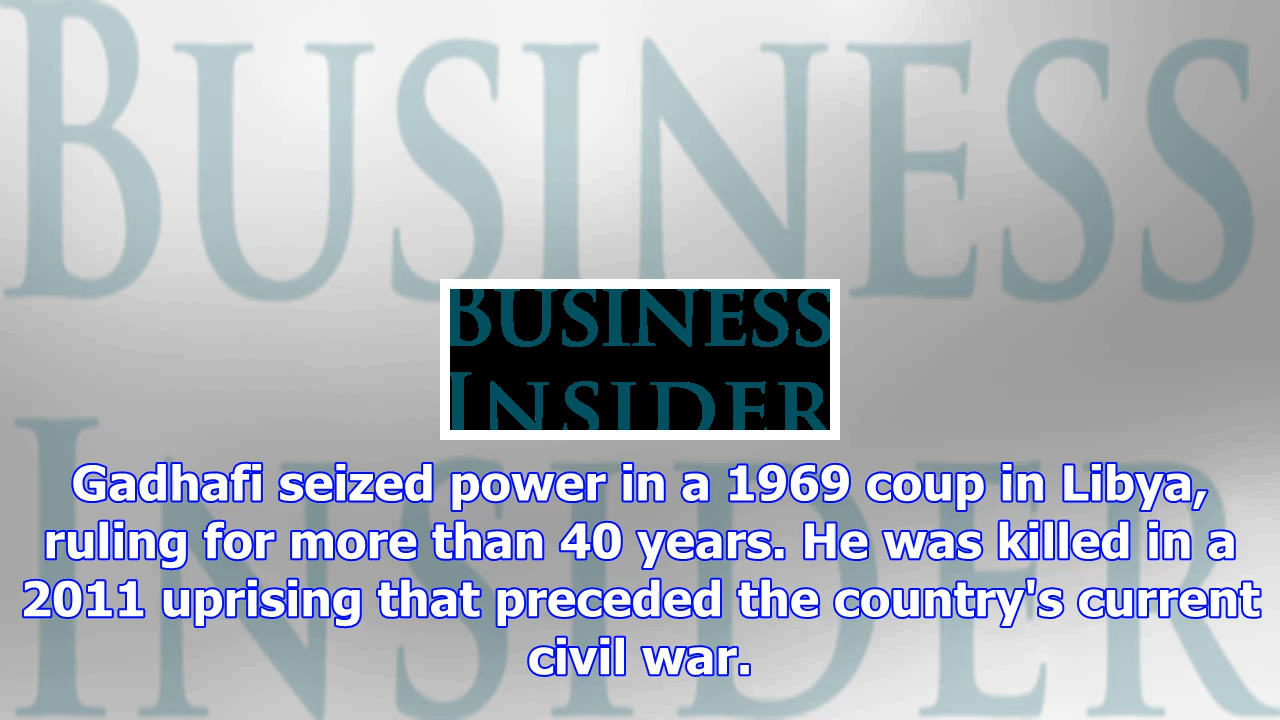 BUSINESS
INSIDER
BUSINESS
INSIDER
Gadhafi seized power in a 1969 coup in Libya,
ruling for more than 40 years. He was killed in a
2011 uprising that preceded the country's current
civil war.